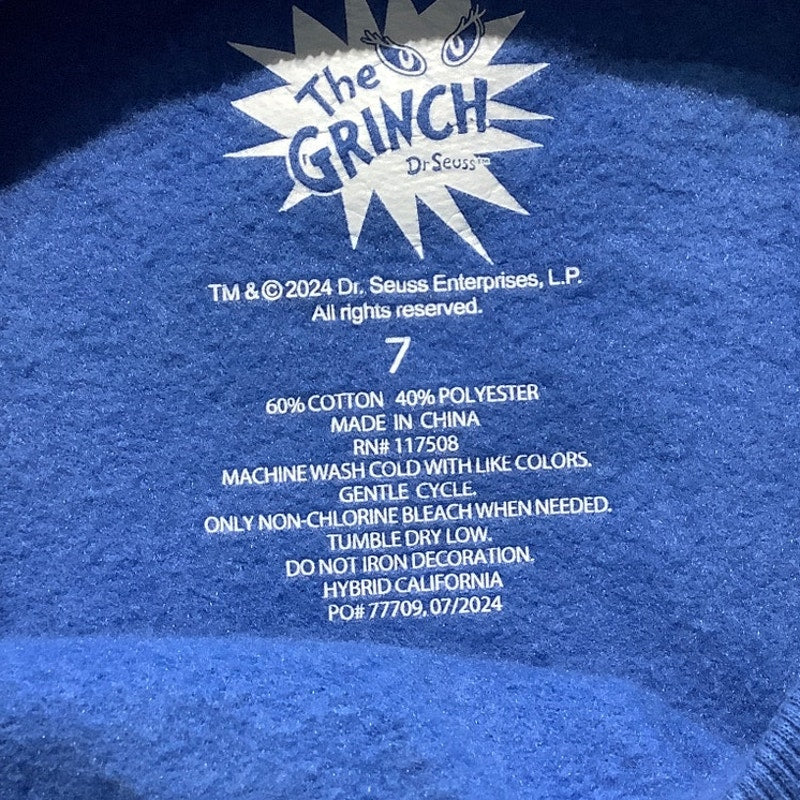 The
GRINCH
Dr Seuss™
TM & © 2024 Dr. Seuss Enterprises, L.P.
All rights reserved.
7
60% COTTON 40% POLYESTER
MADE IN CHINA
RN# 117508
MACHINE WASH COLD WITH LIKE COLORS.
GENTLE CYCLE.
ONLY NON-CHLORINE BLEACH WHEN NEEDED.
TUMBLE DRY LOW.
DO NOT IRON DECORATION.
HYBRID CALIFORNIA
PO# 77709, 07/2024